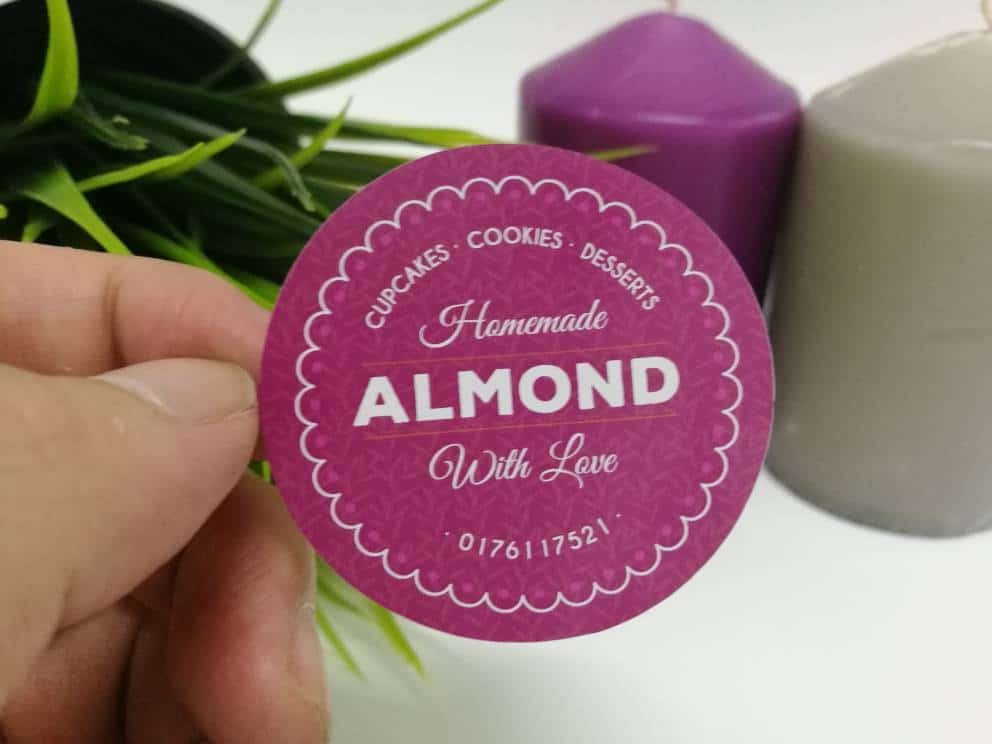 CUPCAKES · COOKIES · DESSERTS
Homemade
ALMOND
With Love
· 0176117521 ·